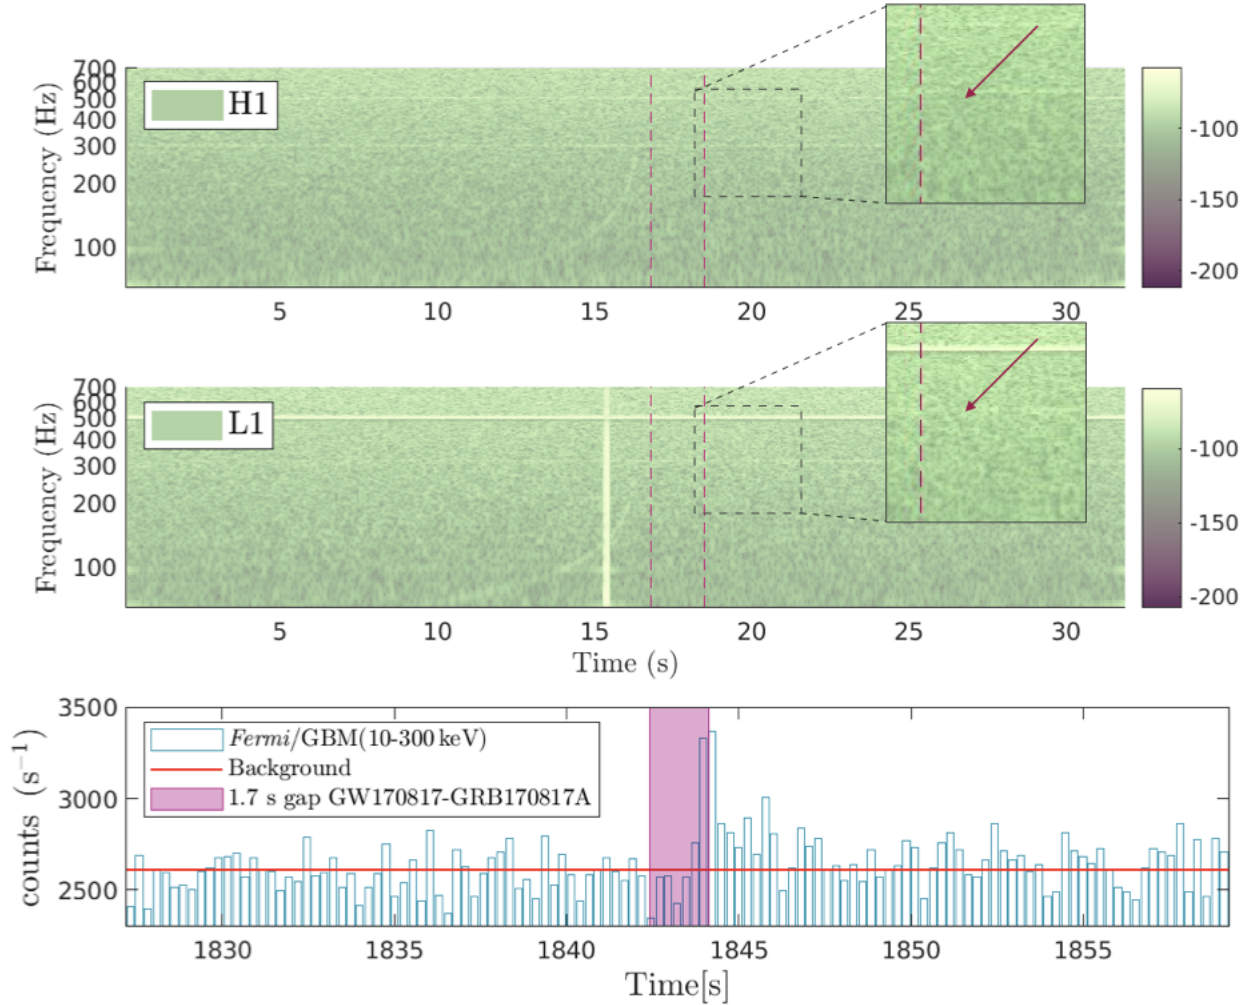 700
600
500
400
300
200
100
Frequency (Hz)
H1
-100
-150
-200
5 10 15 20 25 30
700
600
500
400
300
200
100
Frequency (Hz)
L1
-100
-150
-200
5 10 15 20 25 30
Time (s)
3500
3000
2500
counts (s⁻¹)
Fermi/GBM(10-300 keV)
Background
1.7 s gap GW170817-GRB170817A
1830 1835 1840 1845 1850 1855
Time[s]